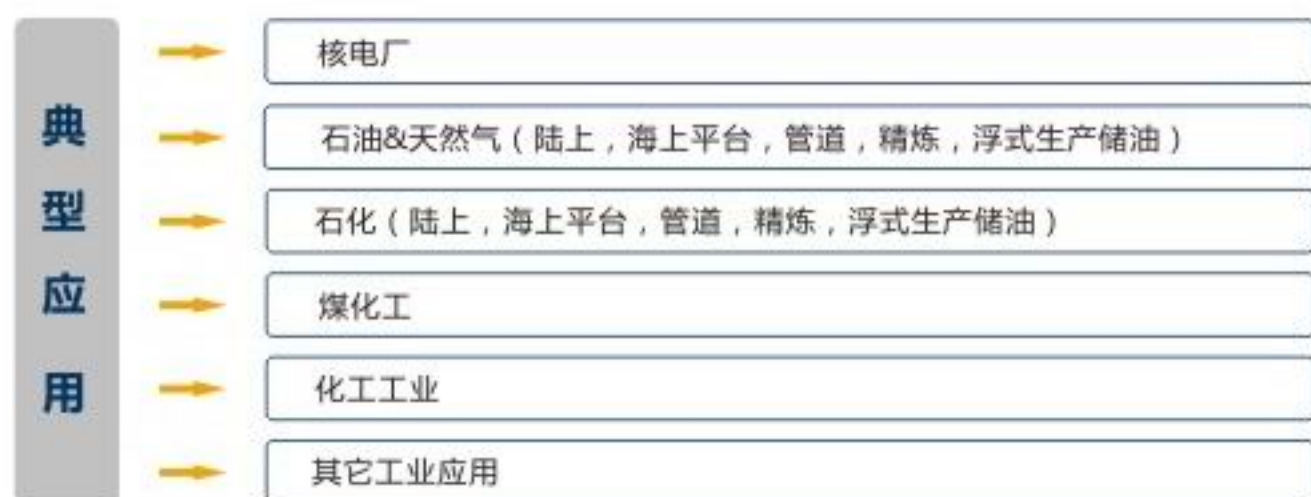 典型应用
核电厂
石油&天然气（陆上，海上平台，管道，精炼，浮式生产储油）
石化（陆上，海上平台，管道，精炼，浮式生产储油）
煤化工
化工工业
其它工业应用